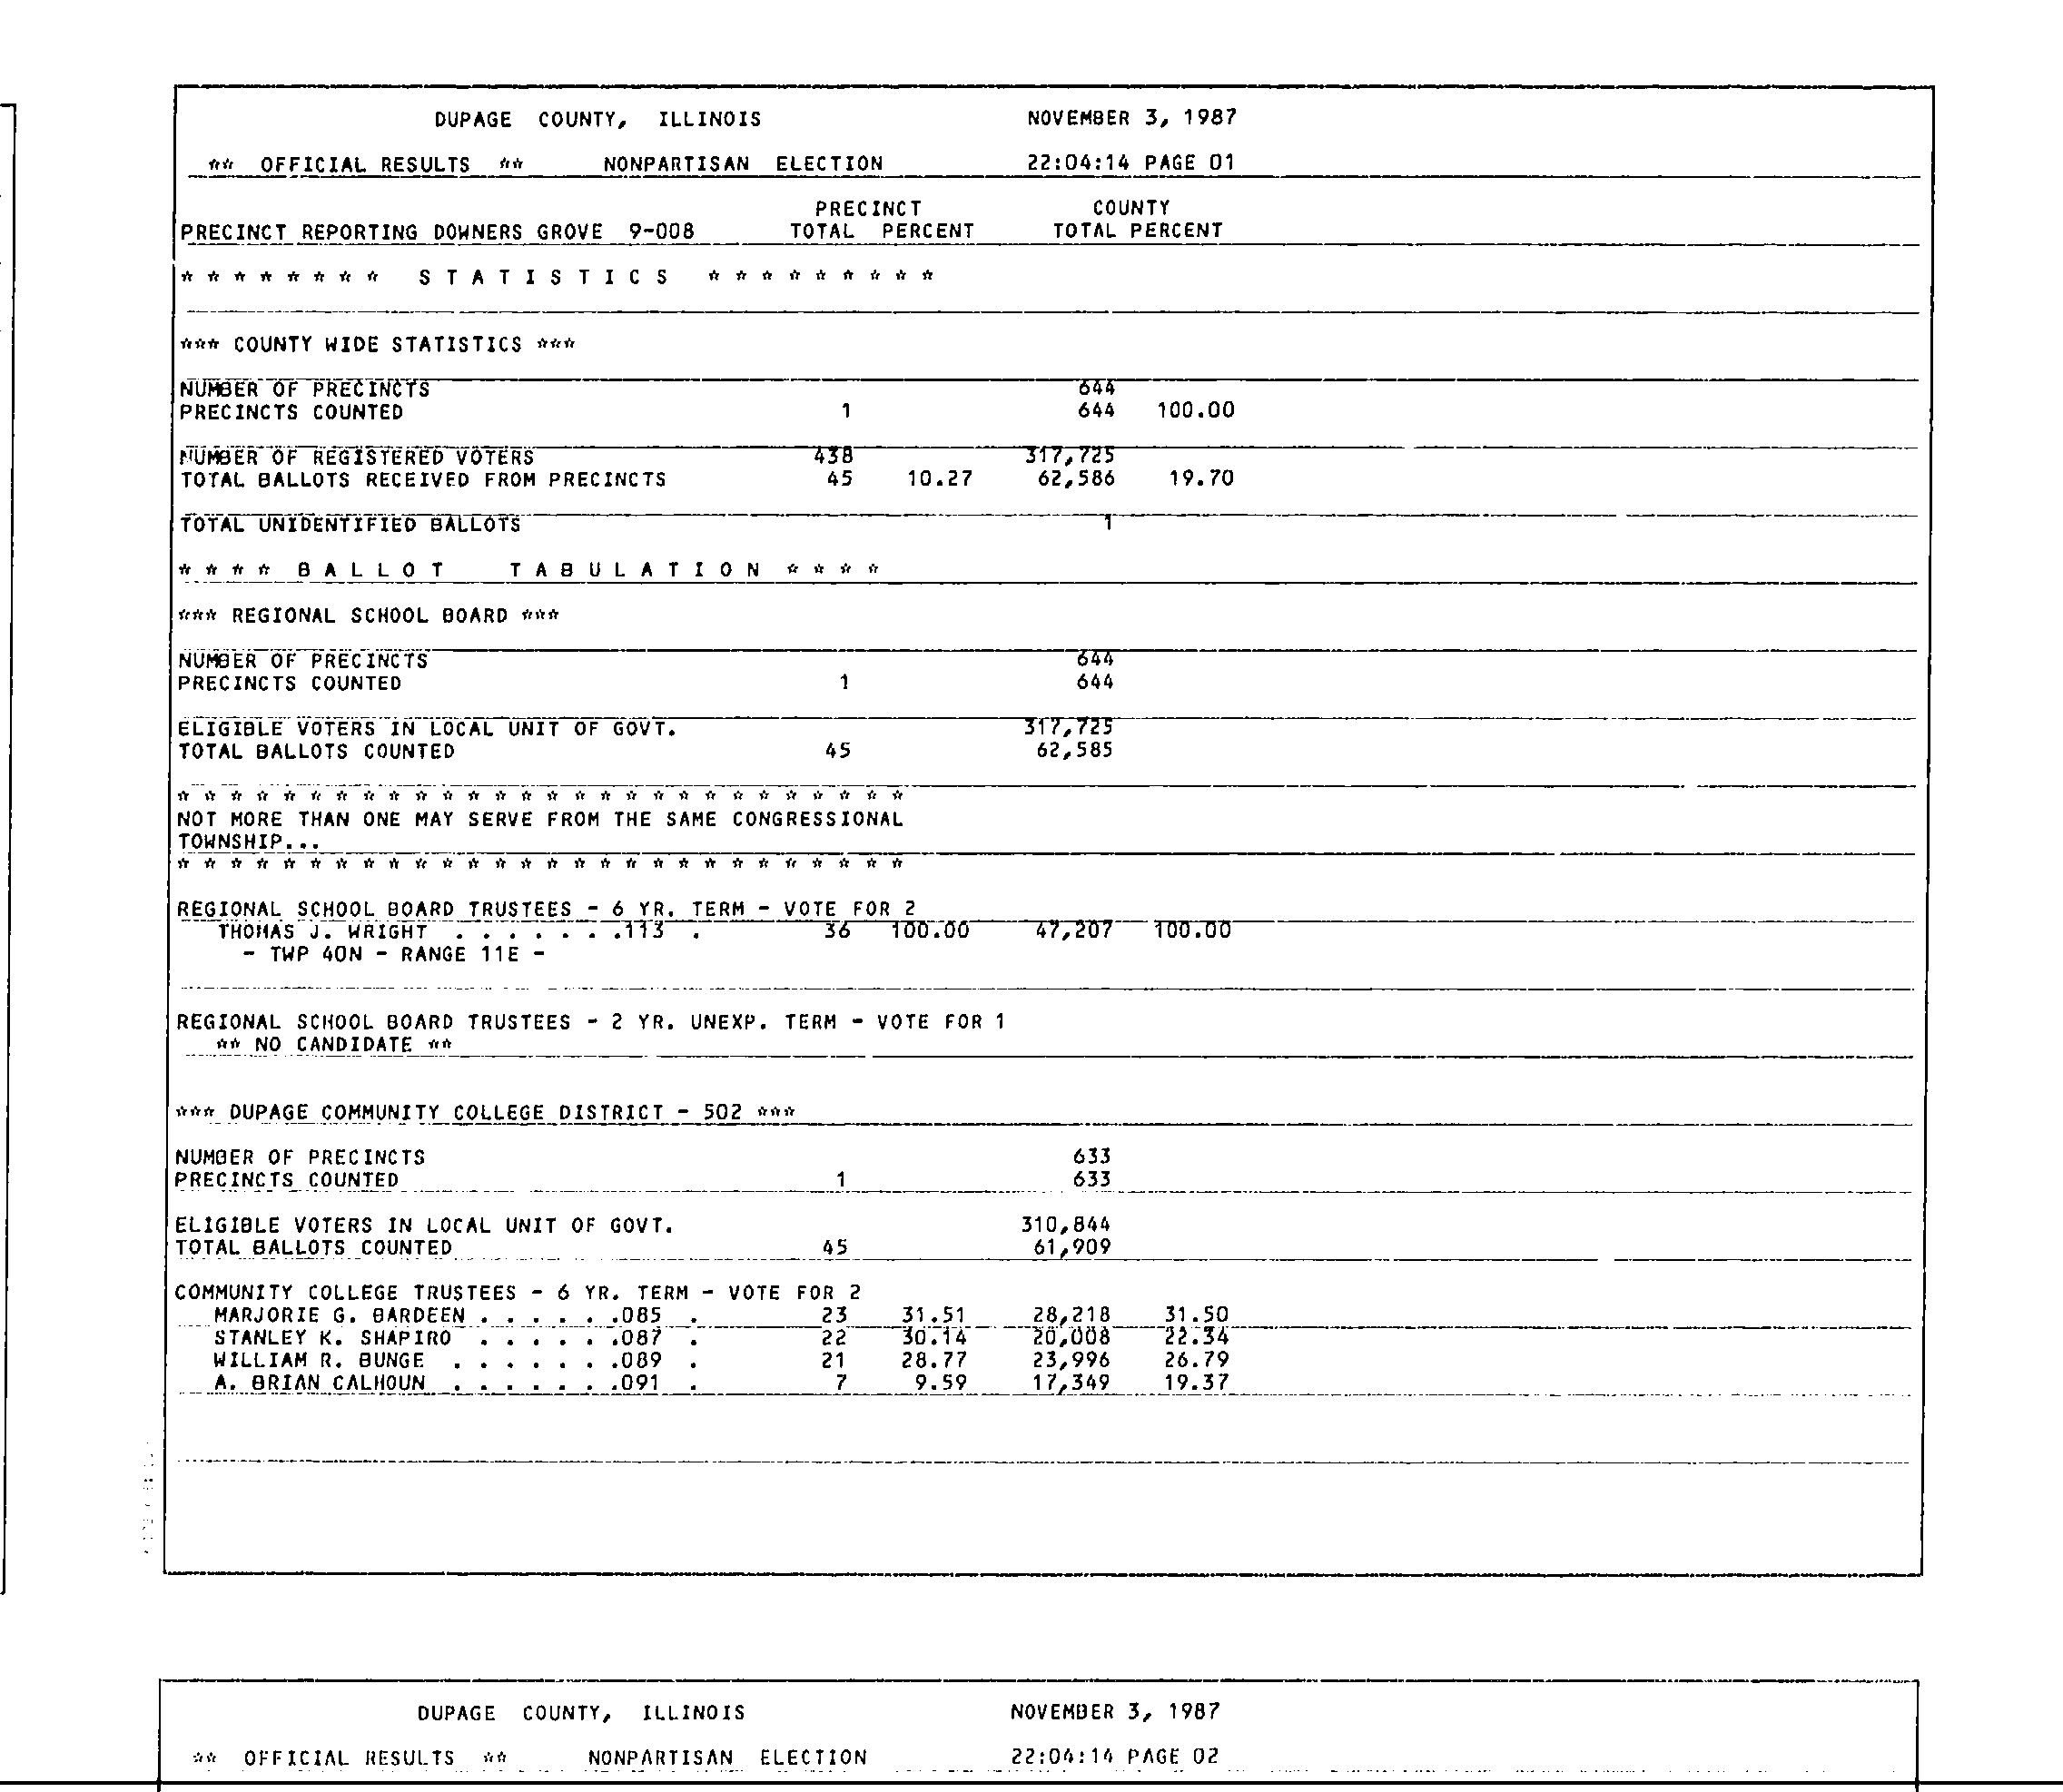 DUPAGE COUNTY, ILLINOIS NOVEMBER 3, 1987
** OFFICIAL RESULTS ** NONPARTISAN ELECTION 22:04:14 PAGE 01
PRECINCT COUNTY
PRECINCT REPORTING DOWNERS GROVE 9-008 TOTAL PERCENT TOTAL PERCENT
* * * * * * * * S T A T I S T I C S * * * * * * * * *
*** COUNTY WIDE STATISTICS ***
NUMBER OF PRECINCTS 644
PRECINCTS COUNTED 1 644 100.00
NUMBER OF REGISTERED VOTERS 438 317,725
TOTAL BALLOTS RECEIVED FROM PRECINCTS 45 10.27 62,586 19.70
TOTAL UNIDENTIFIED BALLOTS 1
* * * * B A L L O T T A B U L A T I O N * * * *
*** REGIONAL SCHOOL BOARD ***
NUMBER OF PRECINCTS 644
PRECINCTS COUNTED 1 644
ELIGIBLE VOTERS IN LOCAL UNIT OF GOVT. 317,725
TOTAL BALLOTS COUNTED 45 62,585
* * * * * * * * * * * * * * * * * * * * * * * * * * * *
NOT MORE THAN ONE MAY SERVE FROM THE SAME CONGRESSIONAL
TOWNSHIP...
* * * * * * * * * * * * * * * * * * * * * * * * * * * *
REGIONAL SCHOOL BOARD TRUSTEES - 6 YR. TERM - VOTE FOR 2
THOMAS J. WRIGHT . . . . . . .113 . 36 100.00 47,207 100.00
- TWP 40N - RANGE 11E -
REGIONAL SCHOOL BOARD TRUSTEES - 2 YR. UNEXP. TERM - VOTE FOR 1
** NO CANDIDATE **
*** DUPAGE COMMUNITY COLLEGE DISTRICT - 502 ***
NUMBER OF PRECINCTS 633
PRECINCTS COUNTED 1 633
ELIGIBLE VOTERS IN LOCAL UNIT OF GOVT. 310,844
TOTAL BALLOTS COUNTED 45 61,909
COMMUNITY COLLEGE TRUSTEES - 6 YR. TERM - VOTE FOR 2
MARJORIE G. BARDEEN . . . . . .085 . 23 31.51 28,218 31.50
STANLEY K. SHAPIRO . . . . . .087 . 22 30.14 20,008 22.34
WILLIAM R. BUNGE . . . . . . .089 . 21 28.77 23,996 26.79
A. BRIAN CALHOUN . . . . . . .091 . 7 9.59 17,349 19.37
DUPAGE COUNTY, ILLINOIS NOVEMBER 3, 1987
** OFFICIAL RESULTS ** NONPARTISAN ELECTION 22:04:14 PAGE 02